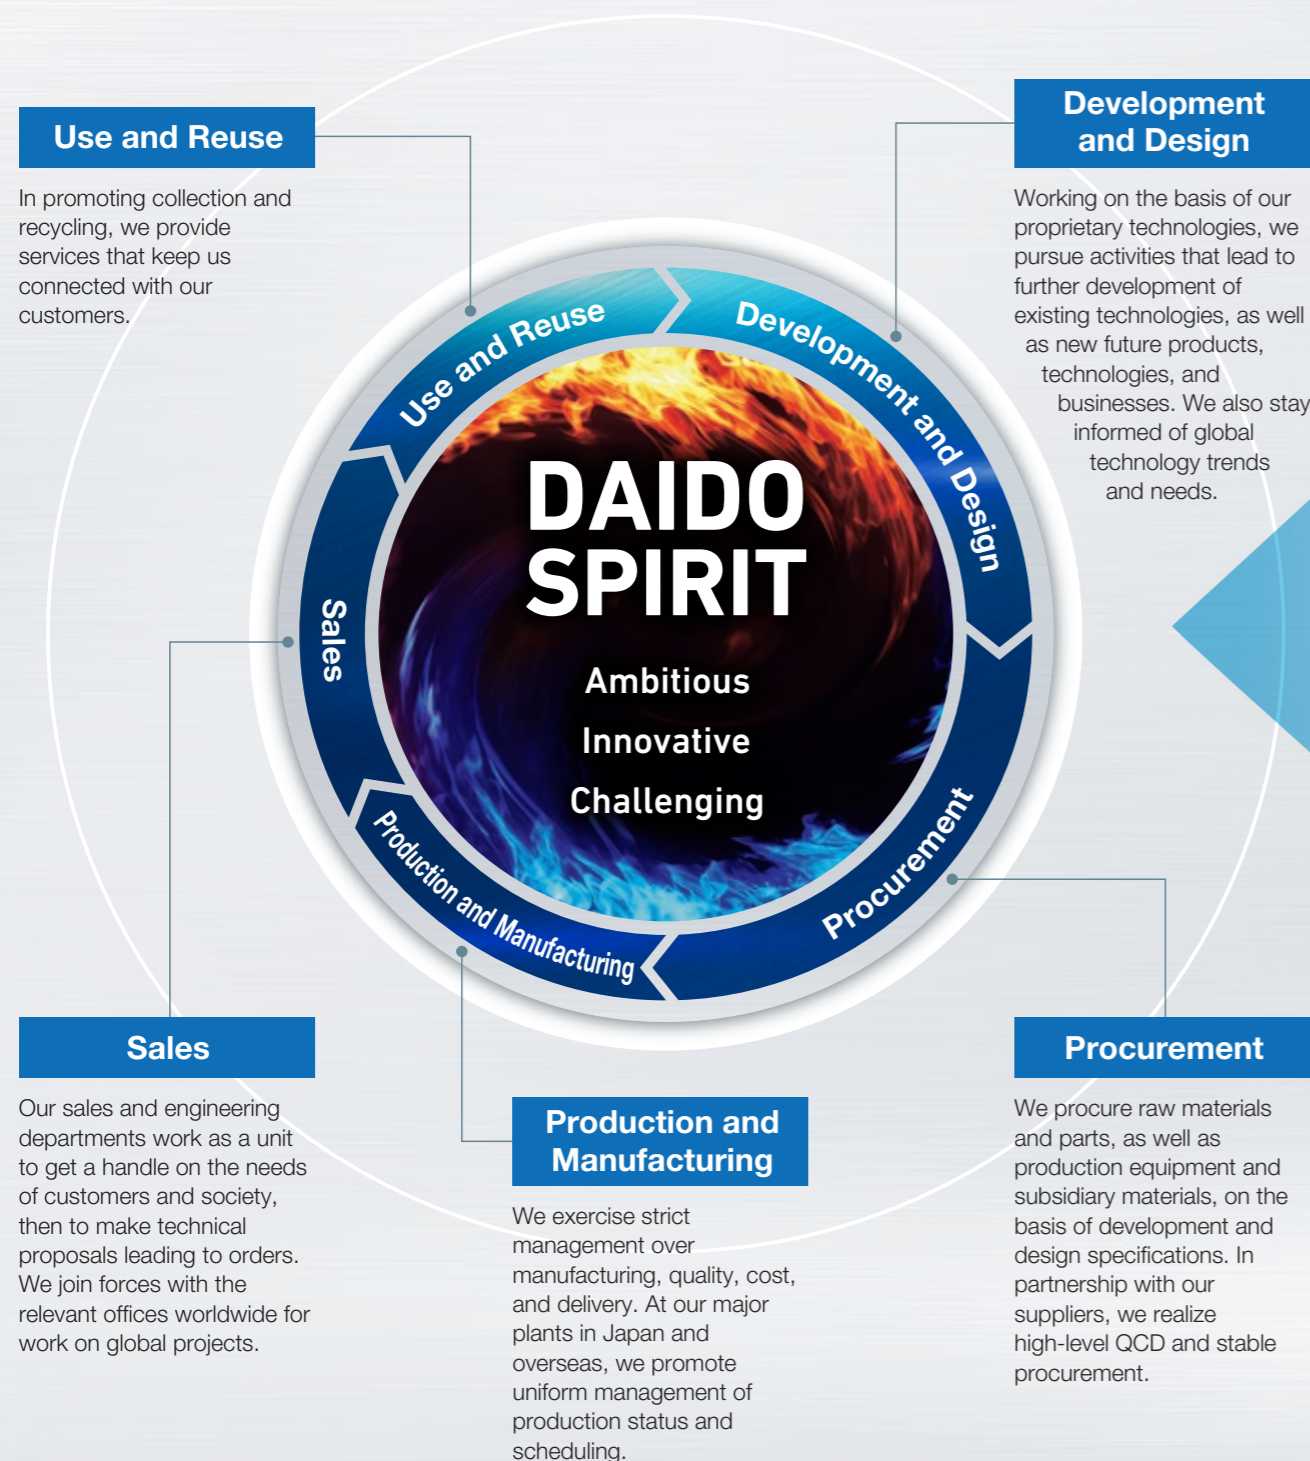 Use and Reuse
In promoting collection and
recycling, we provide
services that keep us
connected with our
customers.
Development
and Design
Working on the basis of our
proprietary technologies, we
pursue activities that lead to
further development of
existing technologies, as well
as new future products,
technologies, and
businesses. We also stay
informed of global
technology trends
and needs.
Use and Reuse
Development and Design
Procurement
Production and Manufacturing
Sales
DAIDO
SPIRIT
Ambitious
Innovative
Challenging
Sales
Our sales and engineering
departments work as a unit
to get a handle on the needs
of customers and society,
then to make technical
proposals leading to orders.
We join forces with the
relevant offices worldwide for
work on global projects.
Production and
Manufacturing
We exercise strict
management over
manufacturing, quality, cost,
and delivery. At our major
plants in Japan and
overseas, we promote
uniform management of
production status and
scheduling.
Procurement
We procure raw materials
and parts, as well as
production equipment and
subsidiary materials, on the
basis of development and
design specifications. In
partnership with our
suppliers, we realize
high-level QCD and stable
procurement.